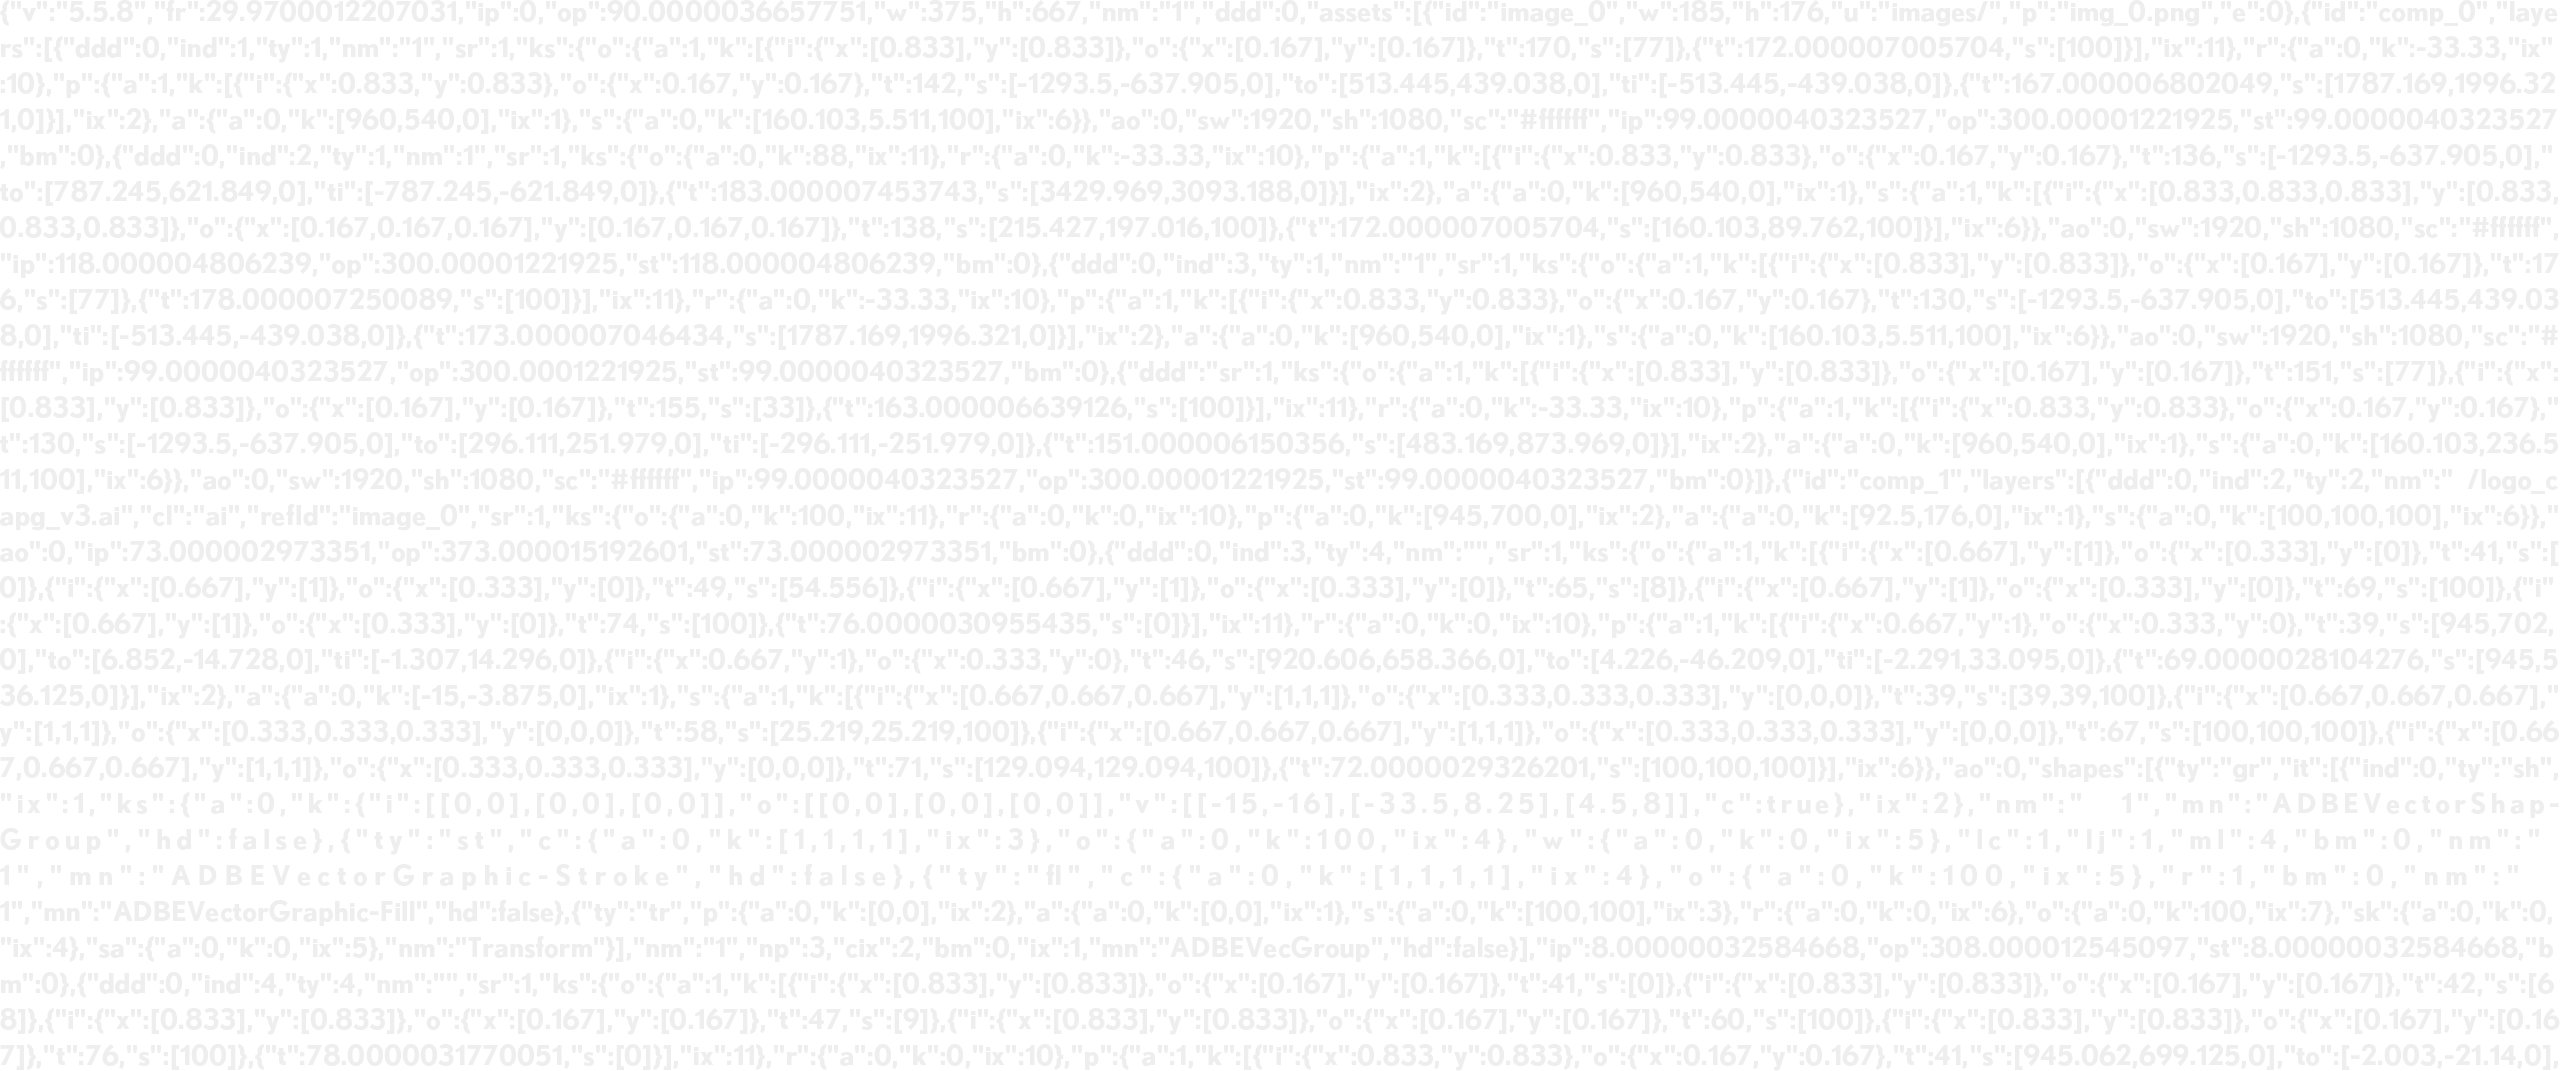 {"v":"5.5.8","fr":29.9700012207031,"ip":0,"op":90.0000036657751,"w":375,"h":667,"nm":"1","ddd":0,"assets":[{"id":"image_0","w":185,"h":176,"u":"images/","p":"img_0.png","e":0},{"id":"comp_0","laye
rs":[{"ddd":0,"ind":1,"ty":1,"nm":"1","sr":1,"ks":{"o":{"a":1,"k":[{"i":{"x":[0.833],"y":[0.833]},"o":{"x":[0.167],"y":[0.167]},"t":170,"s":[77]},{"t":172.000007005704,"s":[100]}],"ix":11},"r":{"a":0,"k":-33.33,"ix"
:10},"p":{"a":1,"k":[{"i":{"x":0.833,"y":0.833},"o":{"x":0.167,"y":0.167},"t":142,"s":[-1293.5,-637.905,0],"to":[513.445,439.038,0],"ti":[-513.445,-439.038,0]},{"t":167.000006802049,"s":[1787.169,1996.32
1,0]}],"ix":2},"a":{"a":0,"k":[960,540,0],"ix":1},"s":{"a":0,"k":[160.103,5.511,100],"ix":6}},"ao":0,"sw":1920,"sh":1080,"sc":"#ffffff","ip":99.0000040323527,"op":300.00001221925,"st":99.0000040323527
,"bm":0},{"ddd":0,"ind":2,"ty":1,"nm":1","sr":1,"ks":{"o":{"a":0,"k":88,"ix":11},"r":{"a":0,"k":-33.33,"ix":10},"p":{"a":1,"k":[{"i":{"x":0.833,"y":0.833},"o":{"x":0.167,"y":0.167},"t":136,"s":[-1293.5,-637.905,0],"
to":[787.245,621.849,0],"ti":[-787.245,-621.849,0]},{"t":183.000007453743,"s":[3429.969,3093.188,0]}],"ix":2},"a":{"a":0,"k":[960,540,0],"ix":1},"s":{"a":1,"k":[{"i":{"x":[0.833,0.833,0.833],"y":[0.833,
0.833,0.833]},"o":{"x":[0.167,0.167,0.167],"y":[0.167,0.167,0.167]},"t":138,"s":[215.427,197.016,100]},{"t":172.000007005704,"s":[160.103,89.762,100]}],"ix":6}},"ao":0,"sw":1920,"sh":1080,"sc":"#ffffff",
"ip":118.000004806239,"op":300.00001221925,"st":118.000004806239,"bm":0},{"ddd":0,"ind":3,"ty":1,"nm":"1","sr":1,"ks":{"o":{"a":1,"k":[{"i":{"x":[0.833],"y":[0.833]},"o":{"x":[0.167],"y":[0.167]},"t":17
6,"s":[77]},{"t":178.000007250089,"s":[100]}],"ix":11},"r":{"a":0,"k":-33.33,"ix":10},"p":{"a":1,"k":[{"i":{"x":0.833,"y":0.833},"o":{"x":0.167,"y":0.167},"t":130,"s":[-1293.5,-637.905,0],"to":[513.445,439.03
8,0],"ti":[-513.445,-439.038,0]},{"t":173.000007046434,"s":[1787.169,1996.321,0]}],"ix":2},"a":{"a":0,"k":[960,540,0],"ix":1},"s":{"a":0,"k":[160.103,5.511,100],"ix":6}},"ao":0,"sw":1920,"sh":1080,"sc":"#
ffffff","ip":99.0000040323527,"op":300.0001221925,"st":99.0000040323527,"bm":0},{"ddd":"sr":1,"ks":{"o":{"a":1,"k":[{"i":{"x":[0.833],"y":[0.833]},"o":{"x":[0.167],"y":[0.167]},"t":151,"s":[77]},{"i":{"x":
[0.833],"y":[0.833]},"o":{"x":[0.167],"y":[0.167]},"t":155,"s":[33]},{"t":163.000006639126,"s":[100]}],"ix":11},"r":{"a":0,"k":-33.33,"ix":10},"p":{"a":1,"k":[{"i":{"x":0.833,"y":0.833},"o":{"x":0.167,"y":0.167},"
t":130,"s":[-1293.5,-637.905,0],"to":[296.111,251.979,0],"ti":[-296.111,-251.979,0]},{"t":151.000006150356,"s":[483.169,873.969,0]}],"ix":2},"a":{"a":0,"k":[960,540,0],"ix":1},"s":{"a":0,"k":[160.103,236.5
11,100],"ix":6}},"ao":0,"sw":1920,"sh":1080,"sc":"#ffffff","ip":99.0000040323527,"op":300.00001221925,"st":99.0000040323527,"bm":0}]},{"id":"comp_1","layers":[{"ddd":0,"ind":2,"ty":2,"nm":" /logo_c
apg_v3.ai","cl":"ai","refId":"image_0","sr":1,"ks":{"o":{"a":0,"k":100,"ix":11},"r":{"a":0,"k":0,"ix":10},"p":{"a":0,"k":[945,700,0],"ix":2},"a":{"a":0,"k":[92.5,176,0],"ix":1},"s":{"a":0,"k":[100,100,100],"ix":6}},"
ao":0,"ip":73.000002973351,"op":373.000015192601,"st":73.000002973351,"bm":0},{"ddd":0,"ind":3,"ty":4,"nm":"","sr":1,"ks":{"o":{"a":1,"k":[{"i":{"x":[0.667],"y":[1]},"o":{"x":[0.333],"y":[0]},"t":41,"s":[
0]},{"i":{"x":[0.667],"y":[1]},"o":{"x":[0.333],"y":[0]},"t":49,"s":[54.556]},{"i":{"x":[0.667],"y":[1]},"o":{"x":[0.333],"y":[0]},"t":65,"s":[8]},{"i":{"x":[0.667],"y":[1]},"o":{"x":[0.333],"y":[0]},"t":69,"s":[100]},{"i"
:{"x":[0.667],"y":[1]},"o":{"x":[0.333],"y":[0]},"t":74,"s":[100]},{"t":76.0000030955435,"s":[0]}],"ix":11},"r":{"a":0,"k":0,"ix":10},"p":{"a":1,"k":[{"i":{"x":0.667,"y":1},"o":{"x":0.333,"y":0},"t":39,"s":[945,702,
0],"to":[6.852,-14.728,0],"ti":[-1.307,14.296,0]},{"i":{"x":0.667,"y":1},"o":{"x":0.333,"y":0},"t":46,"s":[920.606,658.366,0],"to":[4.226,-46.209,0],"ti":[-2.291,33.095,0]},{"t":69.0000028104276,"s":[945,5
36.125,0]}],"ix":2},"a":{"a":0,"k":[-15,-3.875,0],"ix":1},"s":{"a":1,"k":[{"i":{"x":[0.667,0.667,0.667],"y":[1,1,1]},"o":{"x":[0.333,0.333,0.333],"y":[0,0,0]},"t":39,"s":[39,39,100]},{"i":{"x":[0.667,0.667,0.667],"
y":[1,1,1]},"o":{"x":[0.333,0.333,0.333],"y":[0,0,0]},"t":58,"s":[25.219,25.219,100]},{"i":{"x":[0.667,0.667,0.667],"y":[1,1,1]},"o":{"x":[0.333,0.333,0.333],"y":[0,0,0]},"t":67,"s":[100,100,100]},{"i":{"x":[0.66
7,0.667,0.667],"y":[1,1,1]},"o":{"x":[0.333,0.333,0.333],"y":[0,0,0]},"t":71,"s":[129.094,129.094,100]},{"t":72.0000029326201,"s":[100,100,100]}],"ix":6}},"ao":0,"shapes":[{"ty":"gr","it":[{"ind":0,"ty":"sh",
"ix":1,"ks":{"a":0,"k":{"i":[[0,0],[0,0],[0,0]],"o":[[0,0],[0,0],[0,0]],"v":[[-15,-16],[-33.5,8.25],[4.5,8]],"c":true},"ix":2},"nm":" 1","mn":"ADBEVectorShap-
Group","hd":false},{"ty":"st","c":{"a":0,"k":[1,1,1,1],"ix":3},"o":{"a":0,"k":100,"ix":4},"w":{"a":0,"k":0,"ix":5},"lc":1,"lj":1,"ml":4,"bm":0,"nm":"
1","mn":"ADBEVectorGraphic-Stroke","hd":false},{"ty":"fl","c":{"a":0,"k":[1,1,1,1],"ix":4},"o":{"a":0,"k":100,"ix":5},"r":1,"bm":0,"nm":"
1","mn":"ADBEVectorGraphic-Fill","hd":false},{"ty":"tr","p":{"a":0,"k":[0,0],"ix":2},"a":{"a":0,"k":[0,0],"ix":1},"s":{"a":0,"k":[100,100],"ix":3},"r":{"a":0,"k":0,"ix":6},"o":{"a":0,"k":100,"ix":7},"sk":{"a":0,"k":0,
"ix":4},"sa":{"a":0,"k":0,"ix":5},"nm":"Transform"}],"nm":"1","np":3,"cix":2,"bm":0,"ix":1,"mn":"ADBEVecGroup","hd":false}],"ip":8.00000032584668,"op":308.000012545097,"st":8.00000032584668,"b
m":0},{"ddd":0,"ind":4,"ty":4,"nm":"","sr":1,"ks":{"o":{"a":1,"k":[{"i":{"x":[0.833],"y":[0.833]},"o":{"x":[0.167],"y":[0.167]},"t":41,"s":[0]},{"i":{"x":[0.833],"y":[0.833]},"o":{"x":[0.167],"y":[0.167]},"t":42,"s":[6
8]},{"i":{"x":[0.833],"y":[0.833]},"o":{"x":[0.167],"y":[0.167]},"t":47,"s":[9]},{"i":{"x":[0.833],"y":[0.833]},"o":{"x":[0.167],"y":[0.167]},"t":60,"s":[100]},{"i":{"x":[0.833],"y":[0.833]},"o":{"x":[0.167],"y":[0.16
7]},"t":76,"s":[100]},{"t":78.0000031770051,"s":[0]}],"ix":11},"r":{"a":0,"k":0,"ix":10},"p":{"a":1,"k":[{"i":{"x":0.833,"y":0.833},"o":{"x":0.167,"y":0.167},"t":41,"s":[945.062,699.125,0],"to":[-2.003,-21.14,0],